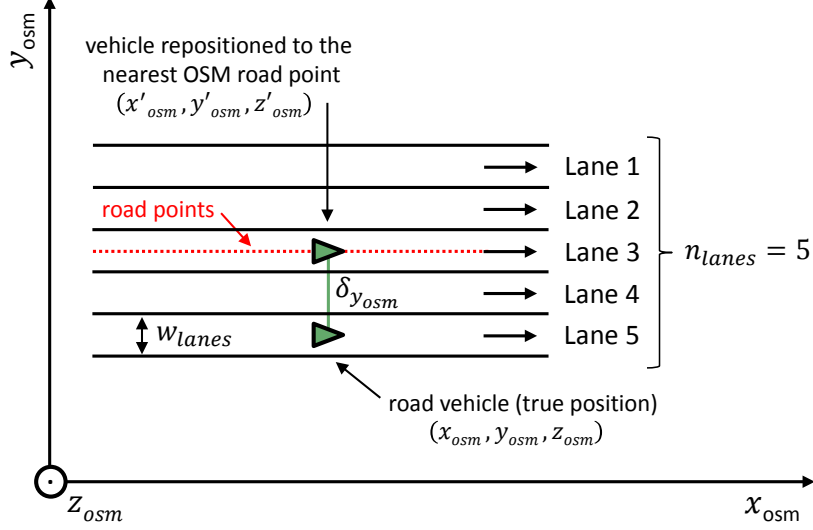 y_osm
vehicle repositioned to the
nearest OSM road point
(x'_osm, y'_osm, z'_osm)
Lane 1
Lane 2
road points
Lane 3
n_lanes = 5
δ_y_osm
Lane 4
w_lanes
Lane 5
road vehicle (true position)
(x_osm, y_osm, z_osm)
z_osm
x_osm